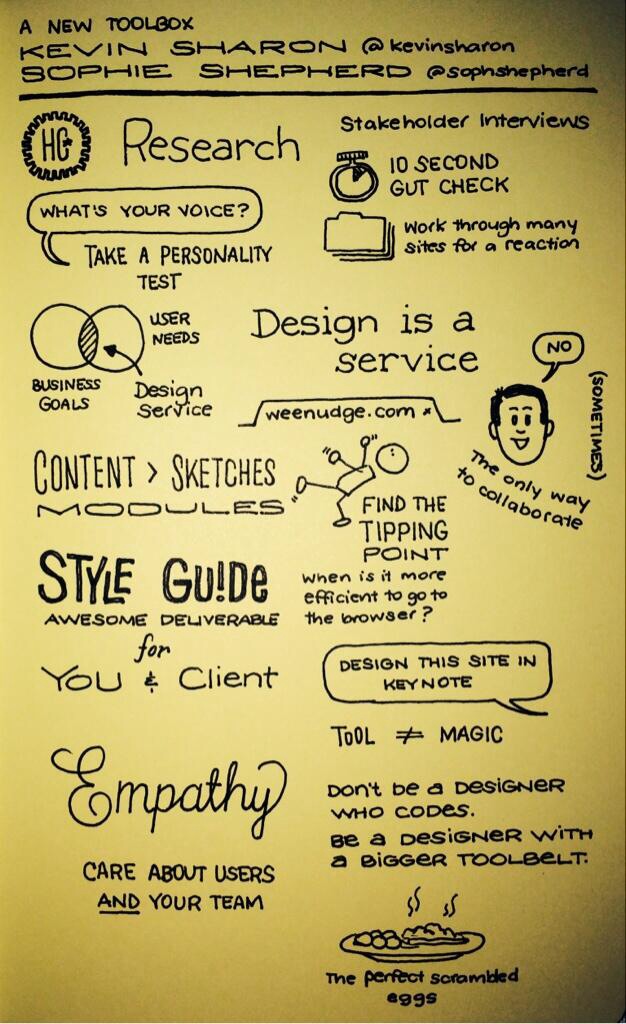 A NEW TOOLBOX
KEVIN SHARON @kevinsharon
SOPHIE SHEPHERD @sophshepherd
HC
Research
WHAT'S YOUR VOICE?
TAKE A PERSONALITY
TEST
Stakeholder Interviews
10 SECOND
GUT CHECK
Work through many
sites for a reaction
USER
NEEDS
BUSINESS
GOALS
Design
Service
Design is a
service
weenudge.com x
NO
(SOMETIMES)
The only way
to collaborate
CONTENT > SKETCHES
MODULES
FIND THE
TIPPING
POINT
when is it more
efficient to go to
the browser?
STYLE GUIDE
AWESOME DELIVERABLE
for
YOU & Client
DESIGN THIS SITE IN
KEYNOTE
TOOL ≠ MAGIC
Empathy
CARE ABOUT USERS
AND YOUR TEAM
Don't be a DESIGNER
WHO CODES.
Be a DESIGNER WITH
a BIGGER TOOLBELT.
The perfect scrambled
eggs